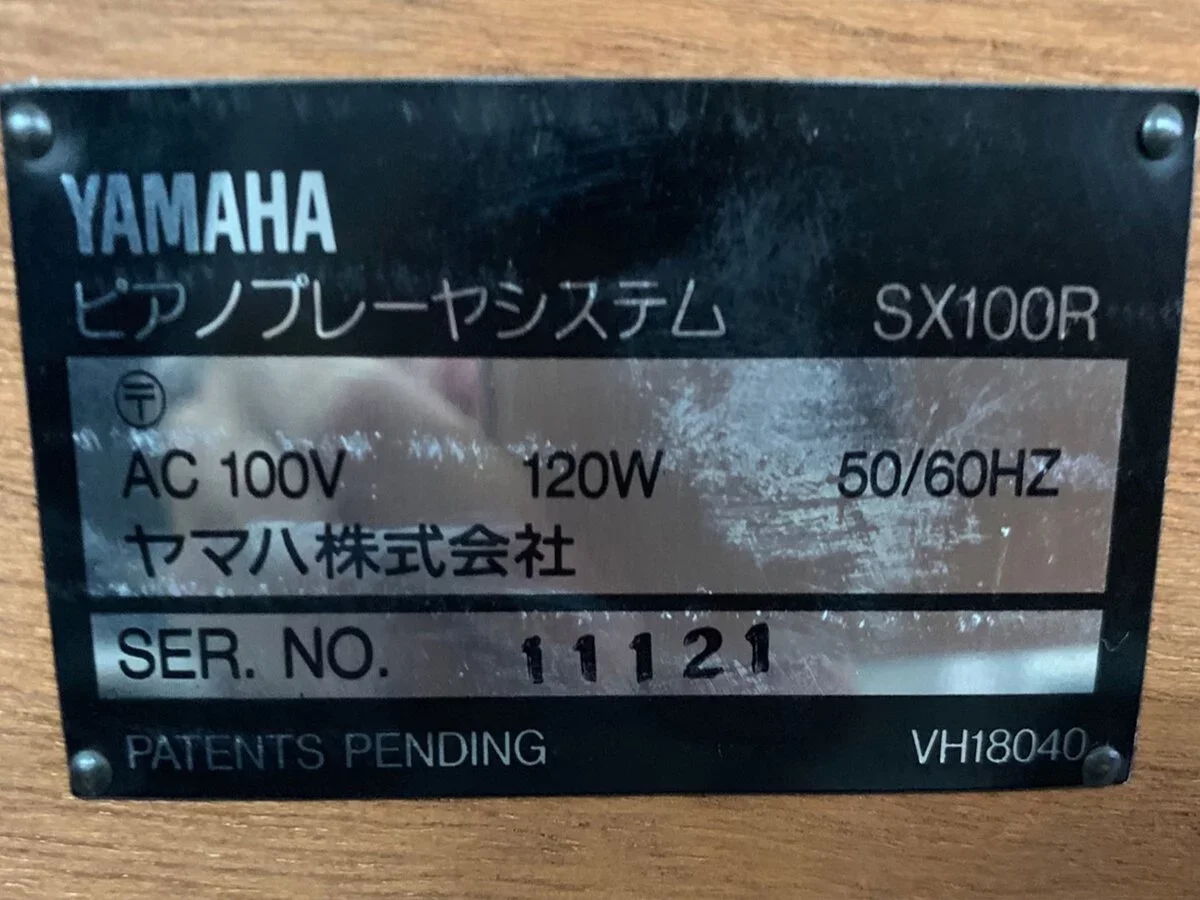 YAMAHA
ピアノプレーヤシステム SX100R
〒
AC 100V 120W 50/60HZ
ヤマハ株式会社
SER. NO. 11121
PATENTS PENDING VH18040